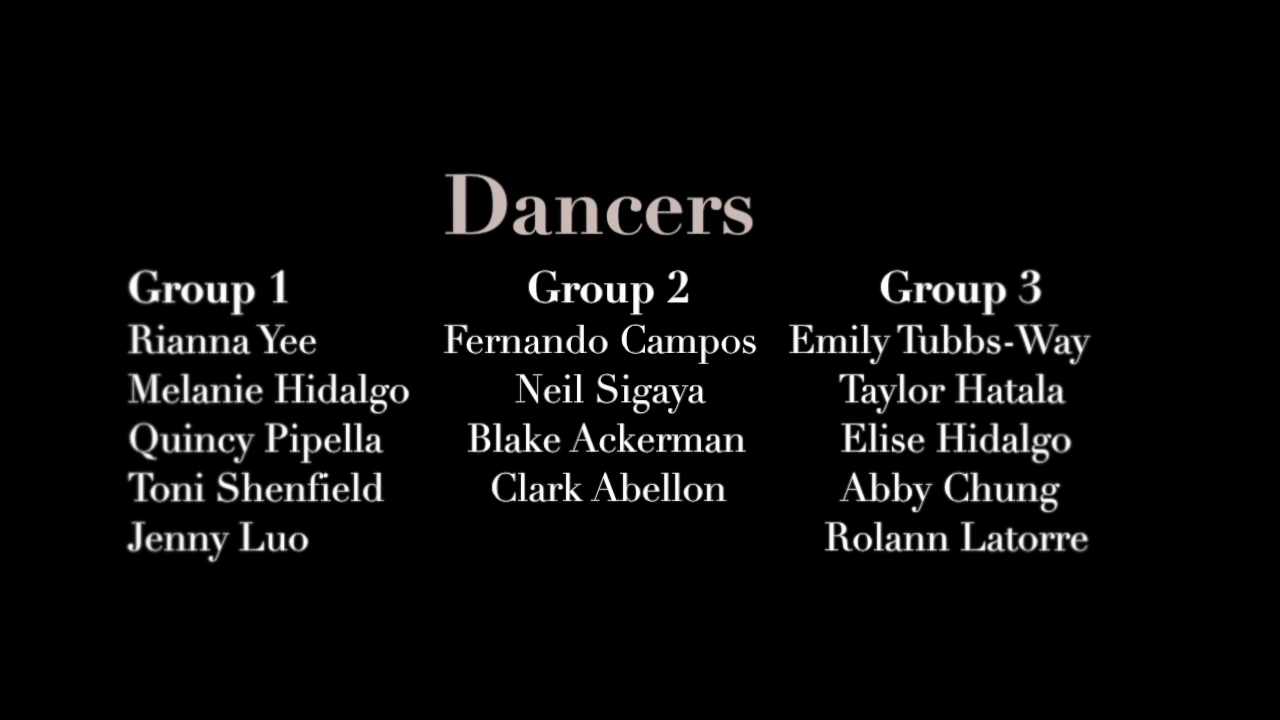 Dancers
Group 1
Rianna Yee
Melanie Hidalgo
Quincy Pipella
Toni Shenfield
Jenny Luo
Group 2
Fernando Campos
Neil Sigaya
Blake Ackerman
Clark Abellon
Group 3
Emily Tubbs-Way
Taylor Hatala
Elise Hidalgo
Abby Chung
Rolann Latorre